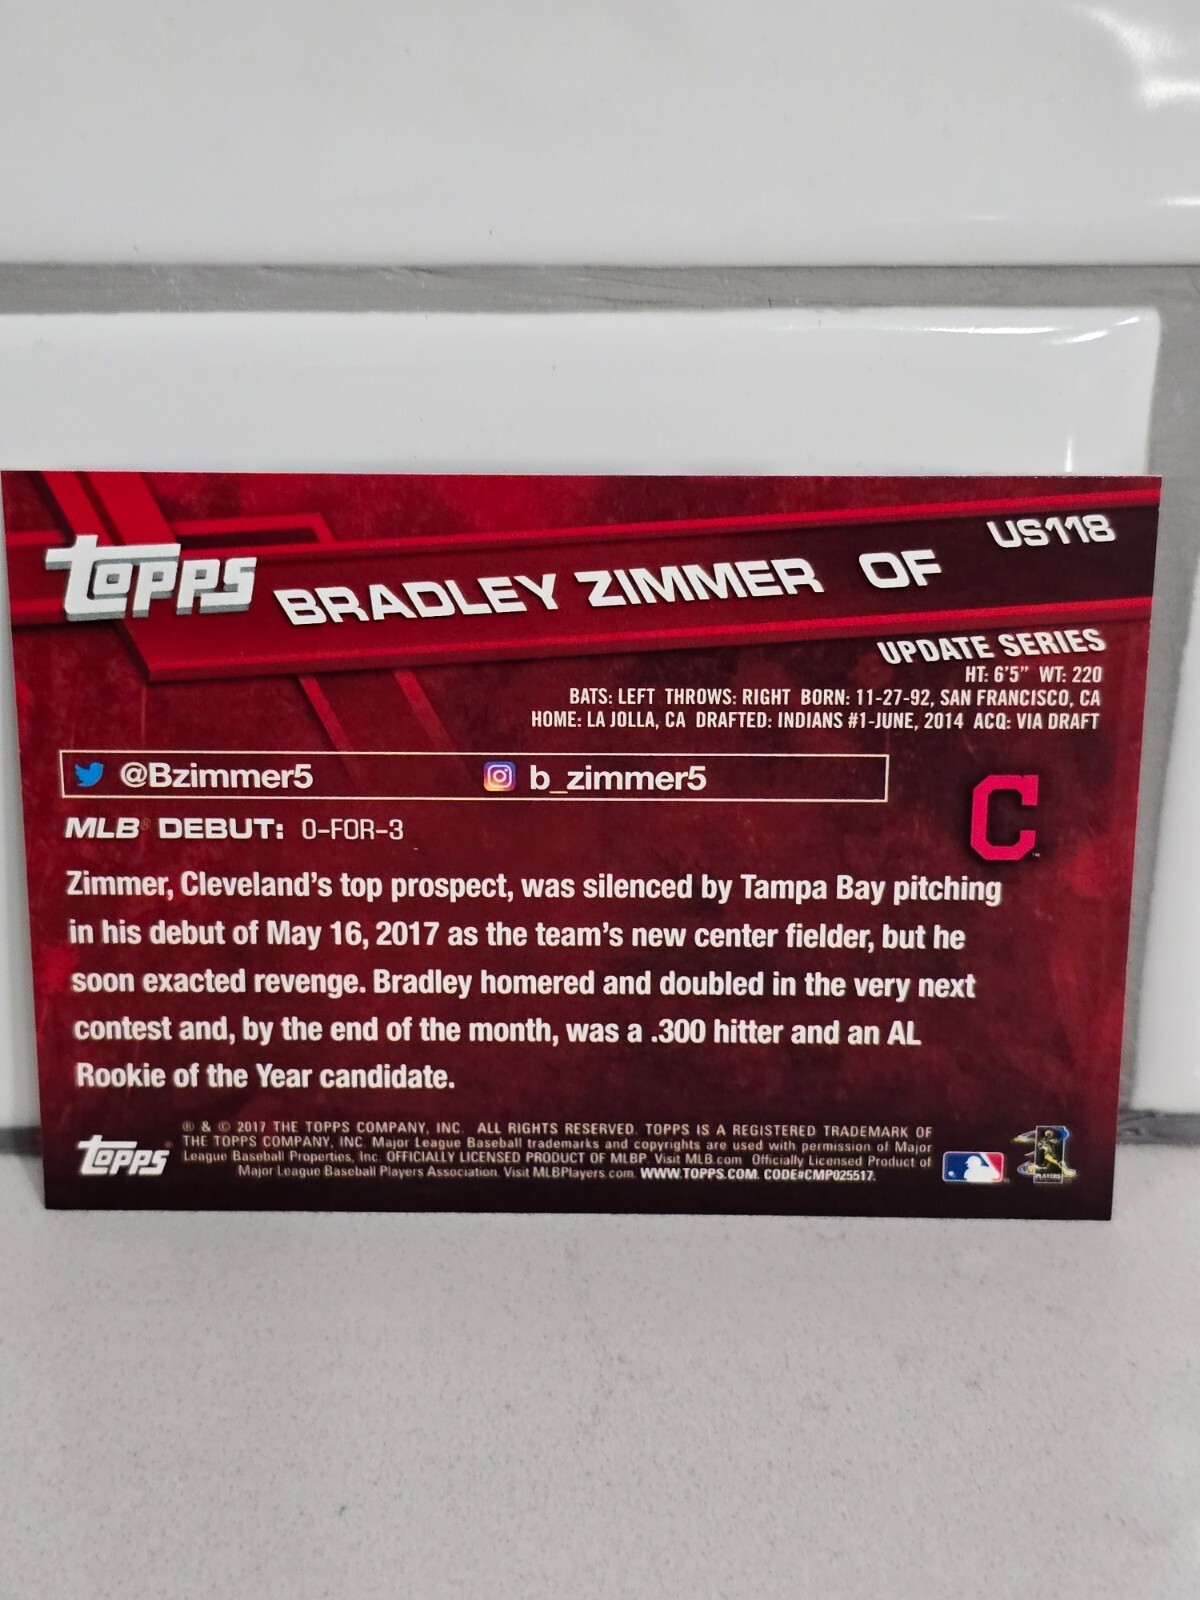 TOPPS BRADLEY ZIMMER OF US118
UPDATE SERIES
HT: 6'5" WT: 220
BATS: LEFT THROWS: RIGHT BORN: 11-27-92, SAN FRANCISCO, CA
HOME: LA JOLLA, CA DRAFTED: INDIANS #1-JUNE, 2014 ACQ: VIA DRAFT
@Bzimmer5 b_zimmer5
C
MLB® DEBUT: 0-FOR-3
Zimmer, Cleveland's top prospect, was silenced by Tampa Bay pitching
in his debut of May 16, 2017 as the team's new center fielder, but he
soon exacted revenge. Bradley homered and doubled in the very next
contest and, by the end of the month, was a .300 hitter and an AL
Rookie of the Year candidate.
TOPPS
® & © 2017 THE TOPPS COMPANY, INC. ALL RIGHTS RESERVED. TOPPS IS A REGISTERED TRADEMARK OF
THE TOPPS COMPANY, INC. Major League Baseball trademarks and copyrights are used with permission of Major
League Baseball Properties, Inc. OFFICIALLY LICENSED PRODUCT OF MLBP. Visit MLB.com Officially Licensed Product of
Major League Baseball Players Association. Visit MLBPlayers.com. WWW.TOPPS.COM. CODE#CMP025517.
PLAYERS